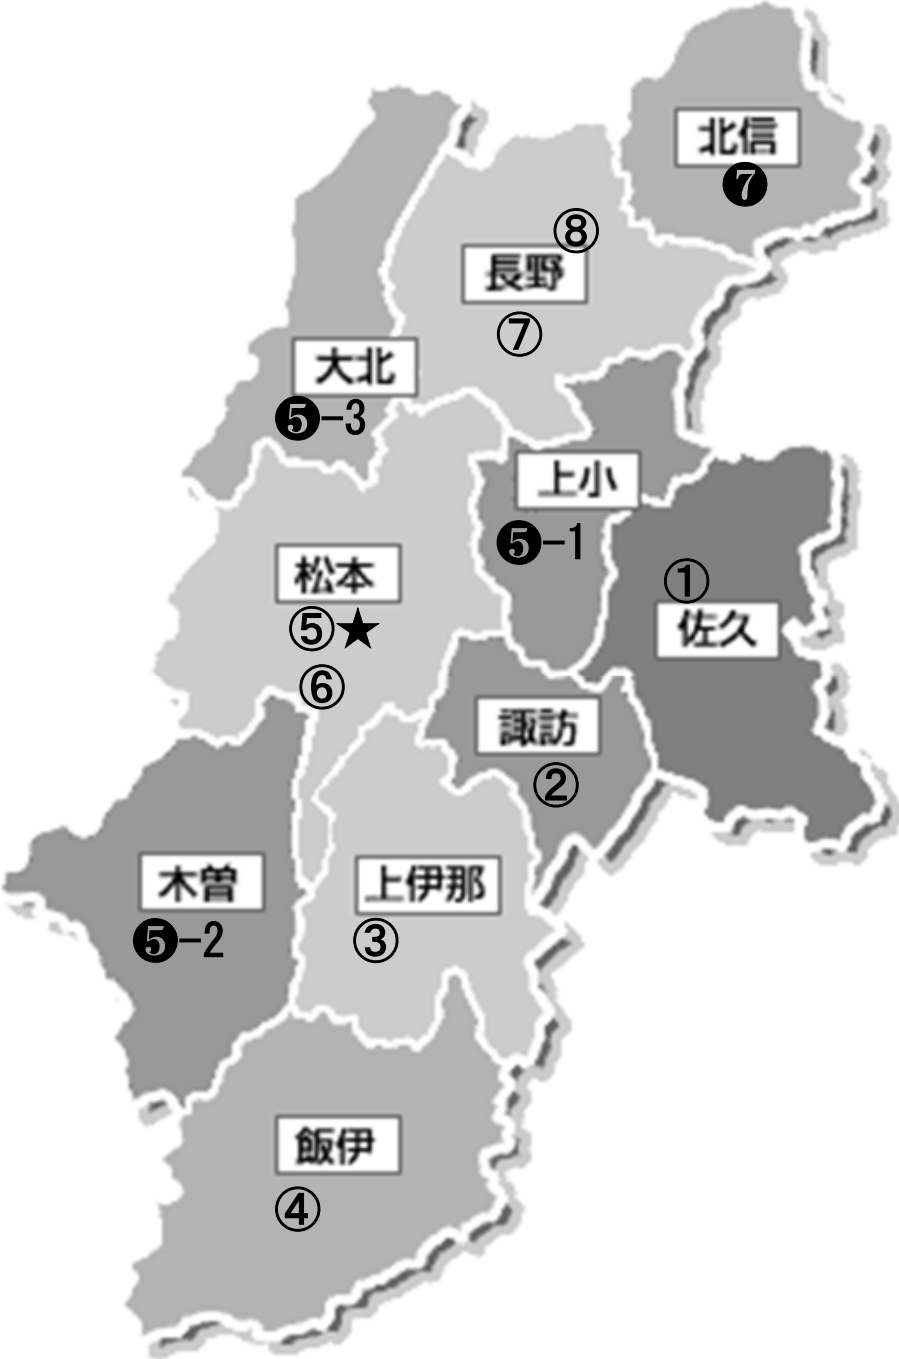 北信
❼
⑧
長野
⑦
大北
❺-3
上小
❺-1
松本
⑤★
⑥
①
佐久
諏訪
②
木曽
❺-2
上伊那
③
飯伊
④